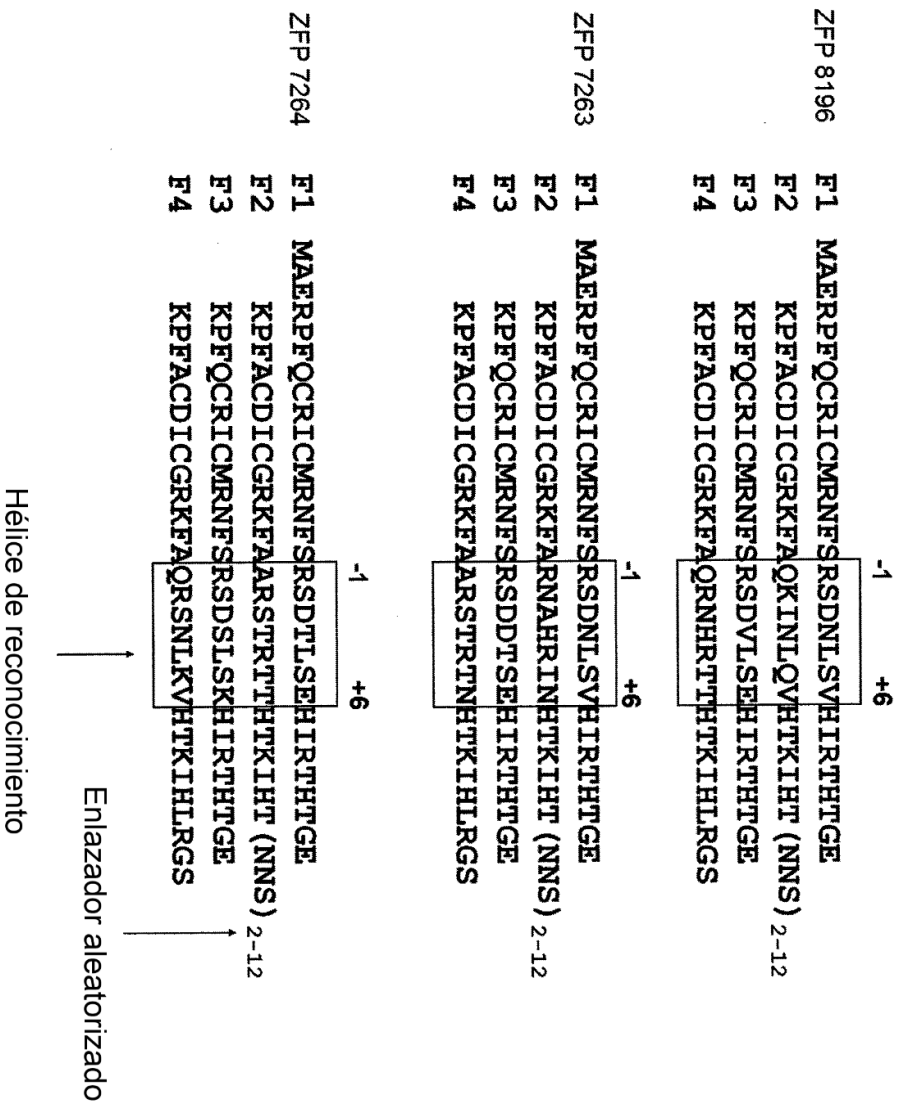 -1 +6
ZFP 8196 F1 MAERPFQCRICMRNFSRSDNLSVHIRTHTGE
F2 KPFACDICGRKFAQKINLQVHTKIHT (NNS) 2-12
F3 KPFQCRICMRNFSRSDVLSEHIRTHTGE
F4 KPFACDICGRKFAQRNHRTTHTKIHLRGS
-1 +6
ZFP 7263 F1 MAERPFQCRICMRNFSRSDNLSVHIRTHTGE
F2 KPFACDICGRKFARNAHRINHTKIHT (NNS) 2-12
F3 KPFQCRICMRNFSRSDDTSEHIRTHTGE
F4 KPFACDICGRKFAARSTRTNHTKIHLRGS
-1 +6
ZFP 7264 F1 MAERPFQCRICMRNFSRSDTLSEHIRTHTGE
F2 KPFACDICGRKFAARSTRTTHTKIHT (NNS) 2-12
F3 KPFQCRICMRNFSRSDSLSKHIRTHTGE
F4 KPFACDICGRKFAQRSNLKVHTKIHLRGS
Enlazador aleatorizado
Hélice de reconocimiento